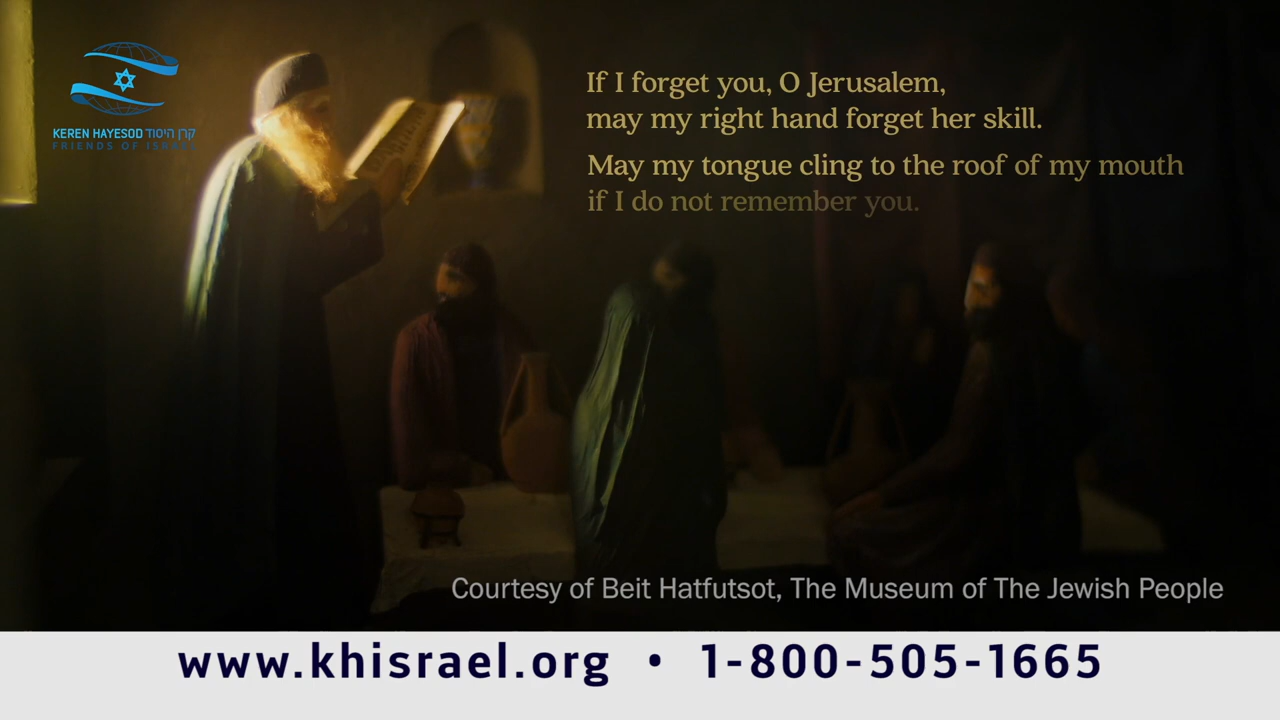 KEREN HAYESOD קרן היסוד
FRIENDS OF ISRAEL
If I forget you, O Jerusalem,
may my right hand forget her skill.
May my tongue cling to the roof of my mouth
if I do not remember you.
Courtesy of Beit Hatfutsot, The Museum of The Jewish People
www.khisrael.org • 1-800-505-1665